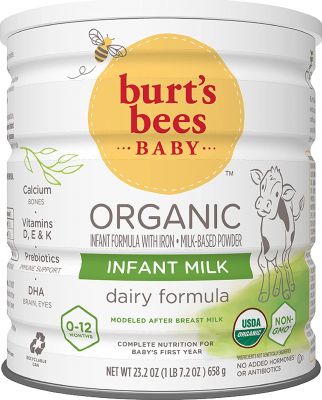 burt's
bees
BABY
™
Calcium
BONES
Vitamins
D, E & K
Prebiotics
IMMUNE SUPPORT
DHA
BRAIN, EYES
ORGANIC
INFANT FORMULA WITH IRON • MILK-BASED POWDER
INFANT MILK
dairy formula
MODELED AFTER BREAST MILK
0-12
MONTHS
USDA
ORGANIC
NON-
GMO
COMPLETE NUTRITION FOR
BABY'S FIRST YEAR
NO ADDED HORMONES
OR ANTIBIOTICS
RECYCLABLE
CAN
NET WT 23.2 OZ (1 LB 7.2 OZ) 658 g